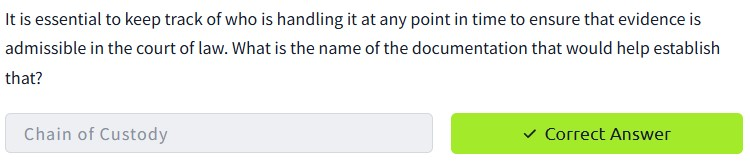 It is essential to keep track of who is handling it at any point in time to ensure that evidence is
admissible in the court of law. What is the name of the documentation that would help establish
that?
Chain of Custody
✓ Correct Answer